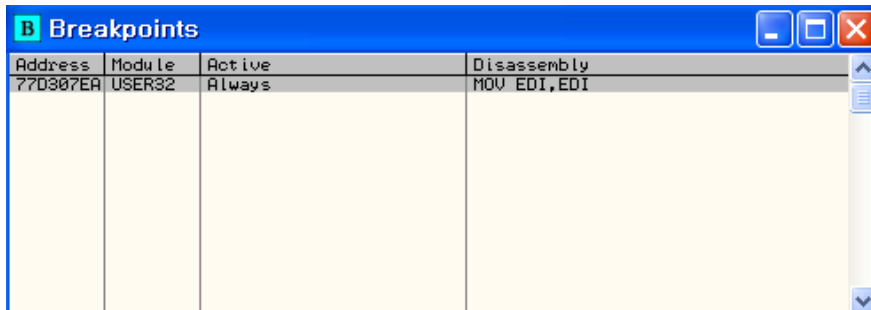 B Breakpoints
Address Module Active Disassembly
77D307EA USER32 Always MOV EDI,EDI